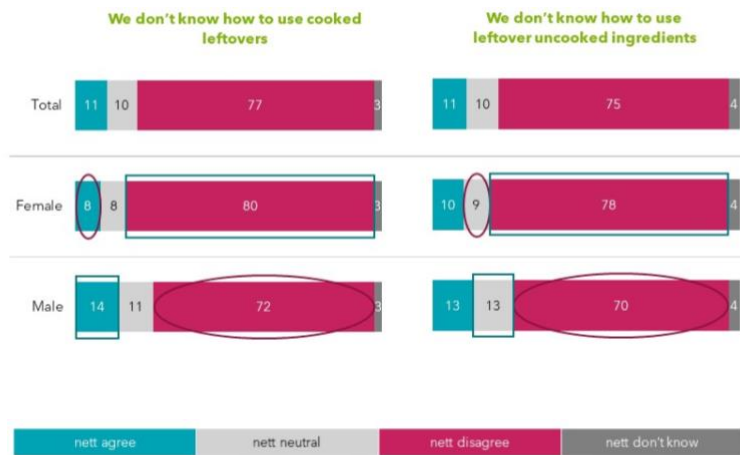 We don't know how to use cooked
leftovers
We don't know how to use
leftover uncooked ingredients
Total 11 10 77 3 11 10 75 4
Female 8 8 80 3 10 9 78 4
Male 14 11 72 3 13 13 70 4
nett agree nett neutral nett disagree nett don't know